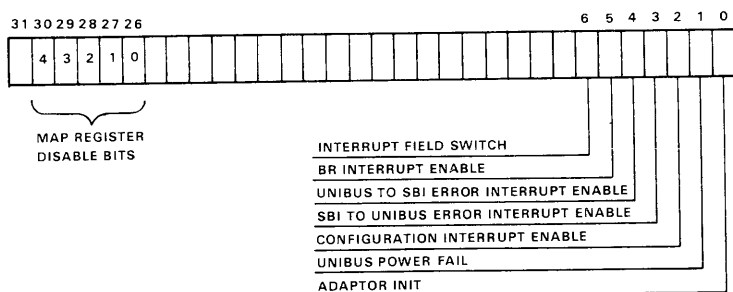 31 30 29 28 27 26 6 5 4 3 2 1 0
4 3 2 1 0
MAP REGISTER
DISABLE BITS
INTERRUPT FIELD SWITCH
BR INTERRUPT ENABLE
UNIBUS TO SBI ERROR INTERRUPT ENABLE
SBI TO UNIBUS ERROR INTERRUPT ENABLE
CONFIGURATION INTERRUPT ENABLE
UNIBUS POWER FAIL
ADAPTOR INIT